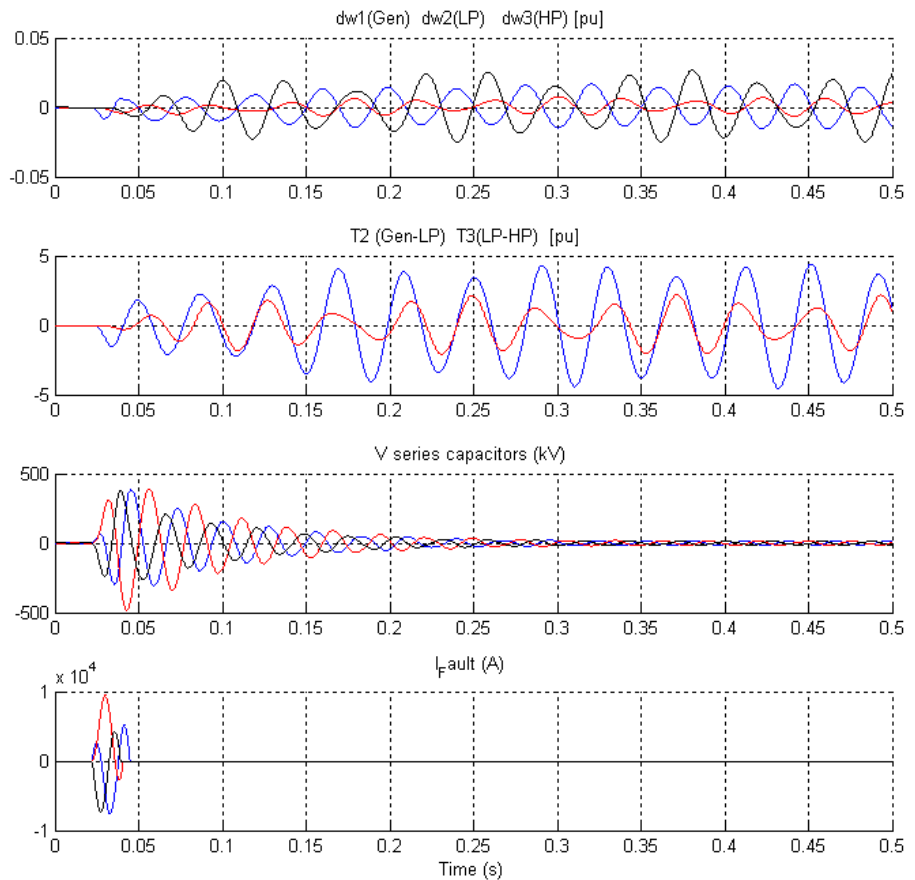 dw1(Gen) dw2(LP) dw3(HP) [pu]
0.05
0
-0.05
0 0.05 0.1 0.15 0.2 0.25 0.3 0.35 0.4 0.45 0.5
T2 (Gen-LP) T3(LP-HP) [pu]
5
0
-5
0 0.05 0.1 0.15 0.2 0.25 0.3 0.35 0.4 0.45 0.5
V series capacitors (kV)
500
0
-500
0 0.05 0.1 0.15 0.2 0.25 0.3 0.35 0.4 0.45 0.5
I_Fault (A)
x 10^4
1
0
-1
0 0.05 0.1 0.15 0.2 0.25 0.3 0.35 0.4 0.45 0.5
Time (s)